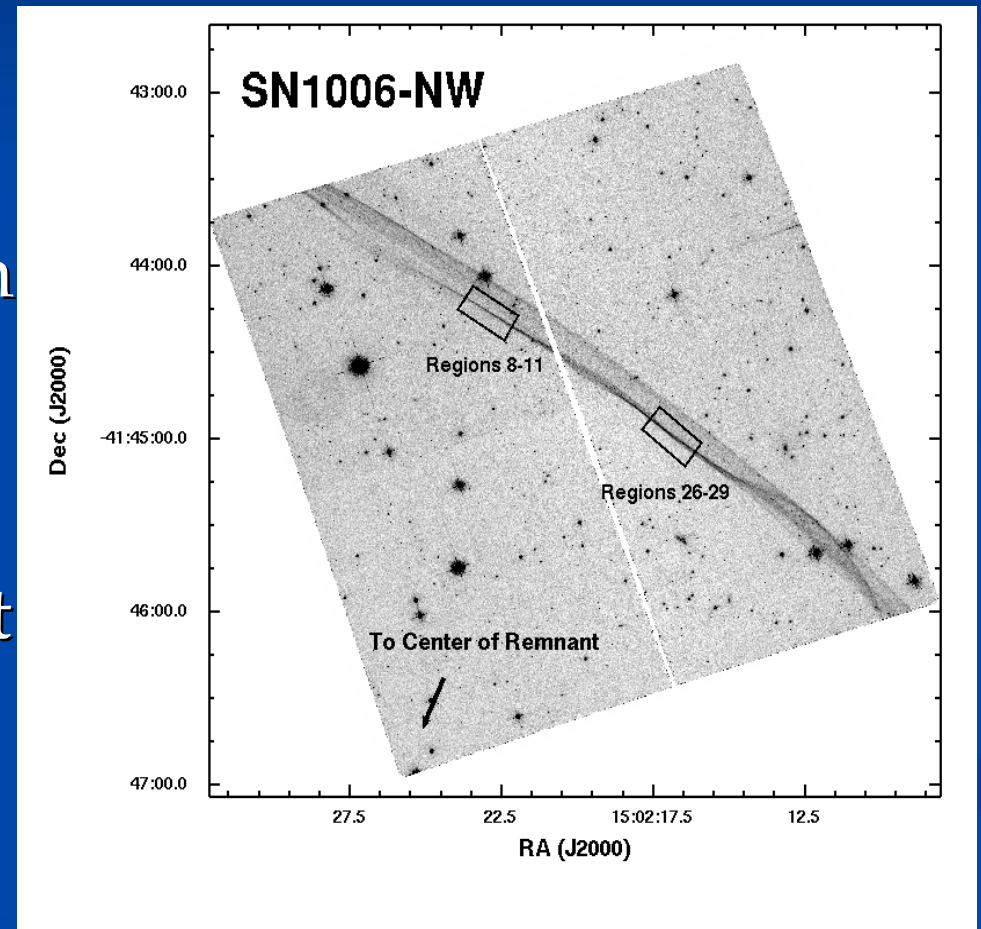 SN1006-NW
43:00.0
44:00.0
Regions 8-11
-41:45:00.0
Regions 26-29
46:00.0
To Center of Remnant
47:00.0
Dec (J2000)
27.5 22.5 15:02:17.5 12.5
RA (J2000)
t